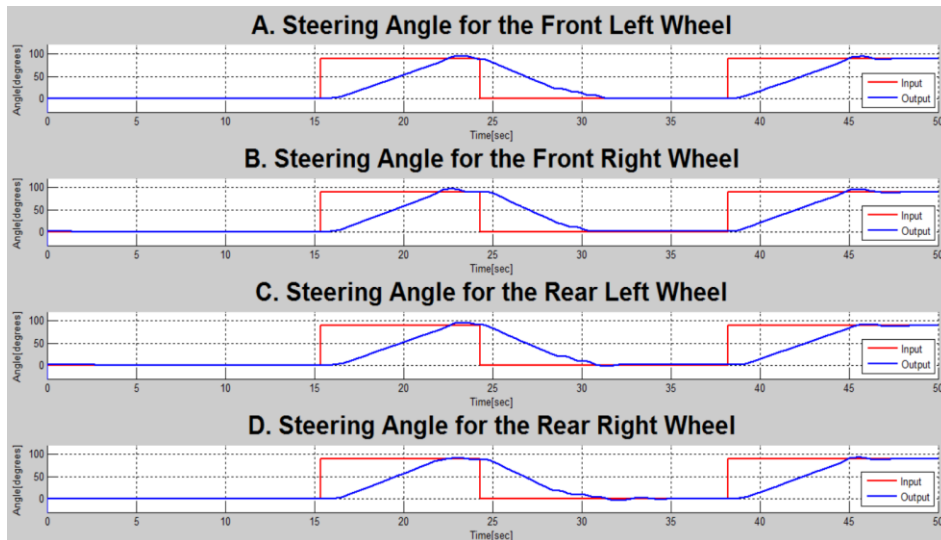 A. Steering Angle for the Front Left Wheel
Angle[degrees]
100
50
0
Input
Output
0 5 10 15 20 25 30 35 40 45 50
Time[sec]
B. Steering Angle for the Front Right Wheel
Angle[degrees]
100
50
0
Input
Output
0 5 10 15 20 25 30 35 40 45 50
Time[sec]
C. Steering Angle for the Rear Left Wheel
Angle[degrees]
100
50
0
Input
Output
0 5 10 15 20 25 30 35 40 45 50
Time[sec]
D. Steering Angle for the Rear Right Wheel
Angle[degrees]
100
50
0
Input
Output
0 5 10 15 20 25 30 35 40 45 50
Time[sec]